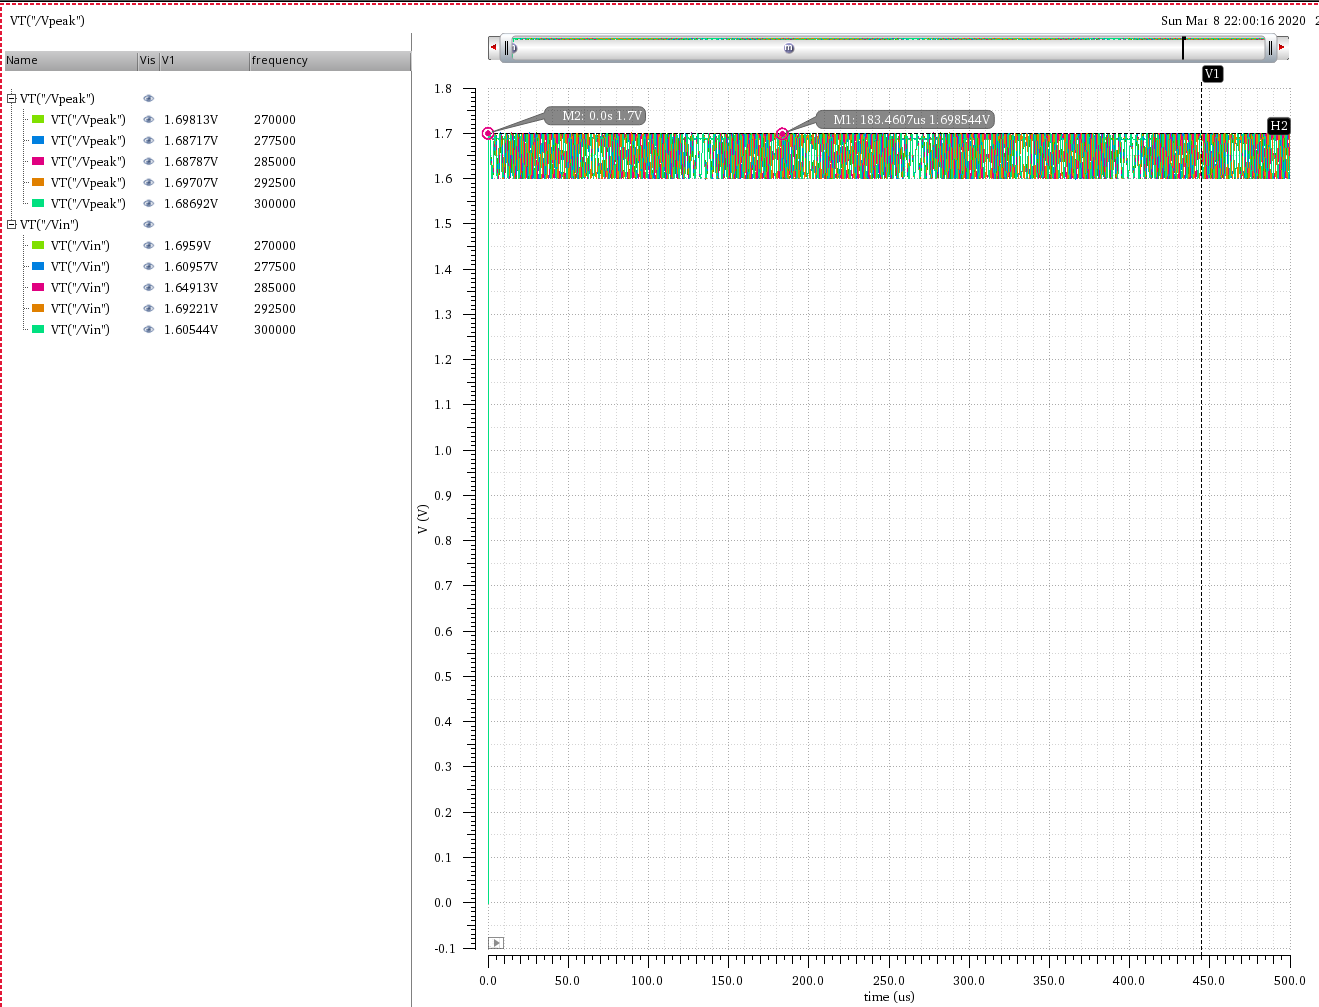 VT("/Vpeak")
Sun Mar 8 22:00:16 2020
Name Vis V1 frequency
VT("/Vpeak")
VT("/Vpeak") 1.69813V 270000
VT("/Vpeak") 1.68717V 277500
VT("/Vpeak") 1.68787V 285000
VT("/Vpeak") 1.69707V 292500
VT("/Vpeak") 1.68692V 300000
VT("/Vin")
VT("/Vin") 1.6959V 270000
VT("/Vin") 1.60957V 277500
VT("/Vin") 1.64913V 285000
VT("/Vin") 1.69221V 292500
VT("/Vin") 1.60544V 300000
m
V1
M2: 0.0s 1.7V
M1: 183.4607us 1.698544V
H2
1.8
1.7
1.6
1.5
1.4
1.3
1.2
1.1
1.0
0.9
0.8
0.7
0.6
0.5
0.4
0.3
0.2
0.1
0.0
-0.1
V (V)
0.0 50.0 100.0 150.0 200.0 250.0 300.0 350.0 400.0 450.0 500.0
time (us)